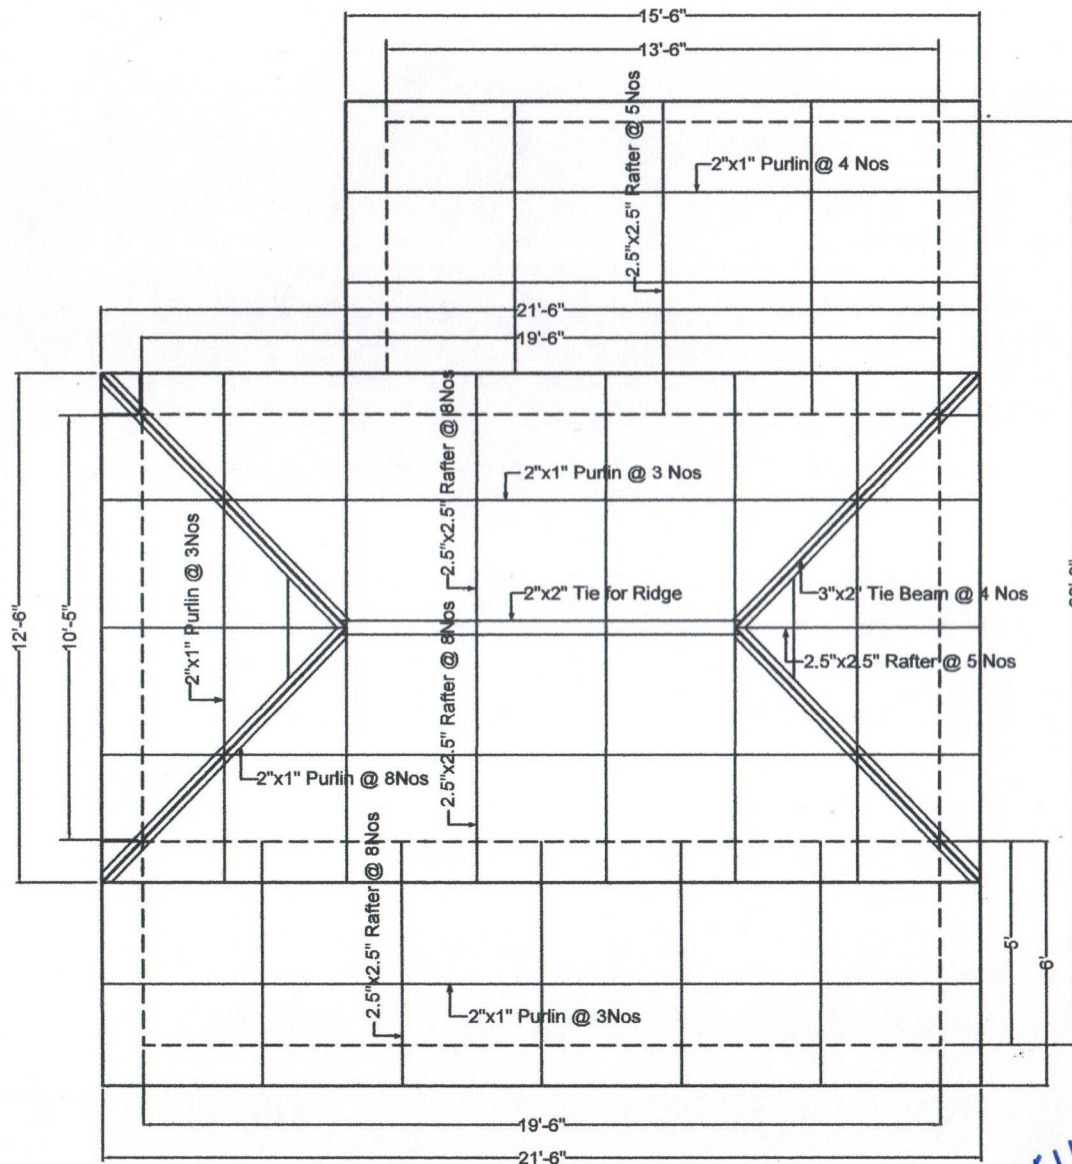 15'-6"
13'-6"
2.5"x2.5" Rafter @ 5Nos
2"x1" Purlin @ 4 Nos
21'-6"
19'-6"
2.5"x2.5" Rafter @8Nos
2"x1" Purlin @ 3 Nos
2"x1" Purlin @ 3Nos
2"x2" Tie for Ridge
3"x2" Tie Beam @ 4 Nos
12'-6"
10'-5"
2.5"x2.5" Rafter @ 8Nos
2.5"x2.5" Rafter @ 5 Nos
2"x1" Purlin @ 8Nos
2.5"x2.5" Rafter @ 8Nos
5'
6'
2"x1" Purlin @ 3Nos
19'-6"
21'-6"